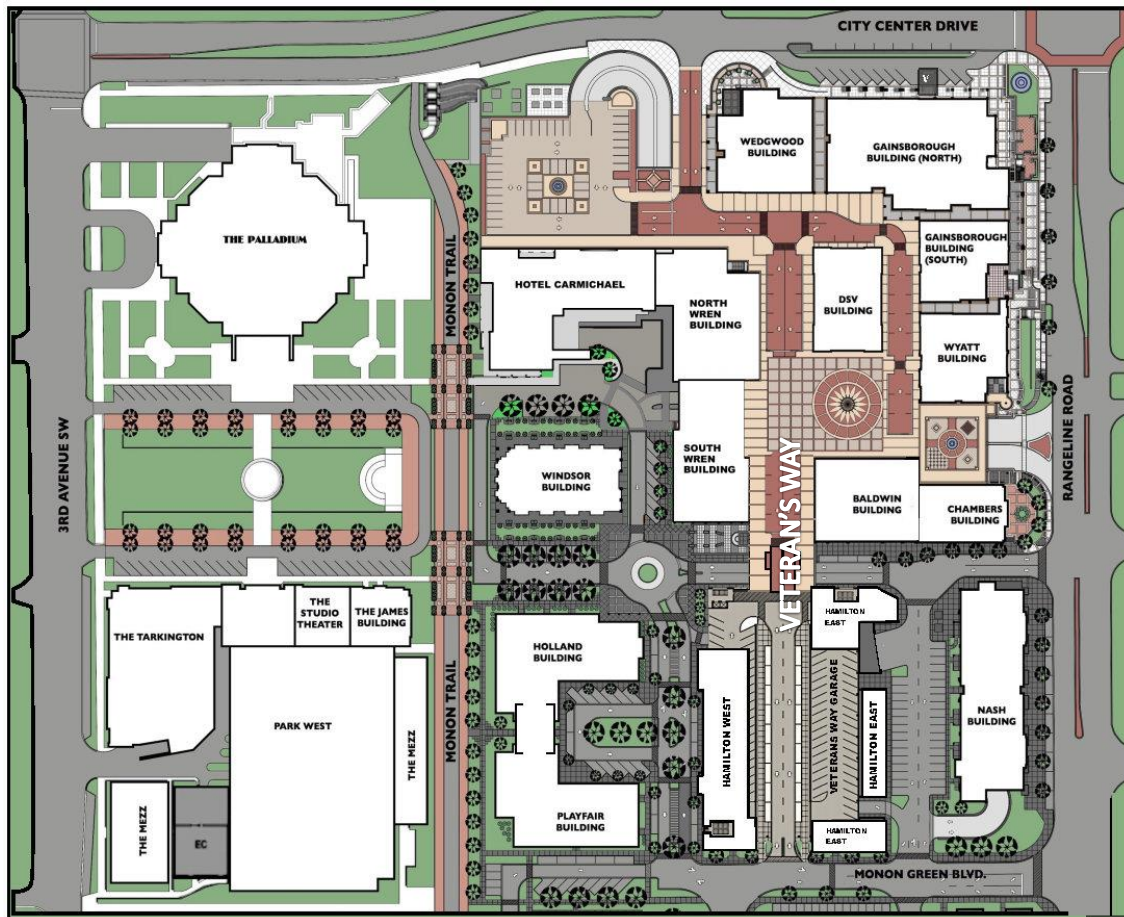 CITY CENTER DRIVE
WEDGWOOD
BUILDING
GAINSBOROUGH
BUILDING (NORTH)
THE PALLADIUM
MONON TRAIL
GAINSBOROUGH
BUILDING
(SOUTH)
HOTEL CARMICHAEL
NORTH
WREN
BUILDING
DSV
BUILDING
WYATT
BUILDING
3RD AVENUE SW
RANGELINE ROAD
WINDSOR
BUILDING
SOUTH
WREN
BUILDING
VETERAN'S WAY
BALDWIN
BUILDING
CHAMBERS
BUILDING
THE TARKINGTON
THE
STUDIO
THEATER
THE JAMES
BUILDING
HAMILTON
EAST
HOLLAND
BUILDING
MONON TRAIL
PARK WEST
THE MEZZ
HAMILTON WEST
VETERANS WAY GARAGE
HAMILTON EAST
NASH
BUILDING
THE MEZZ
EC
PLAYFAIR
BUILDING
HAMILTON
EAST
MONON GREEN BLVD.